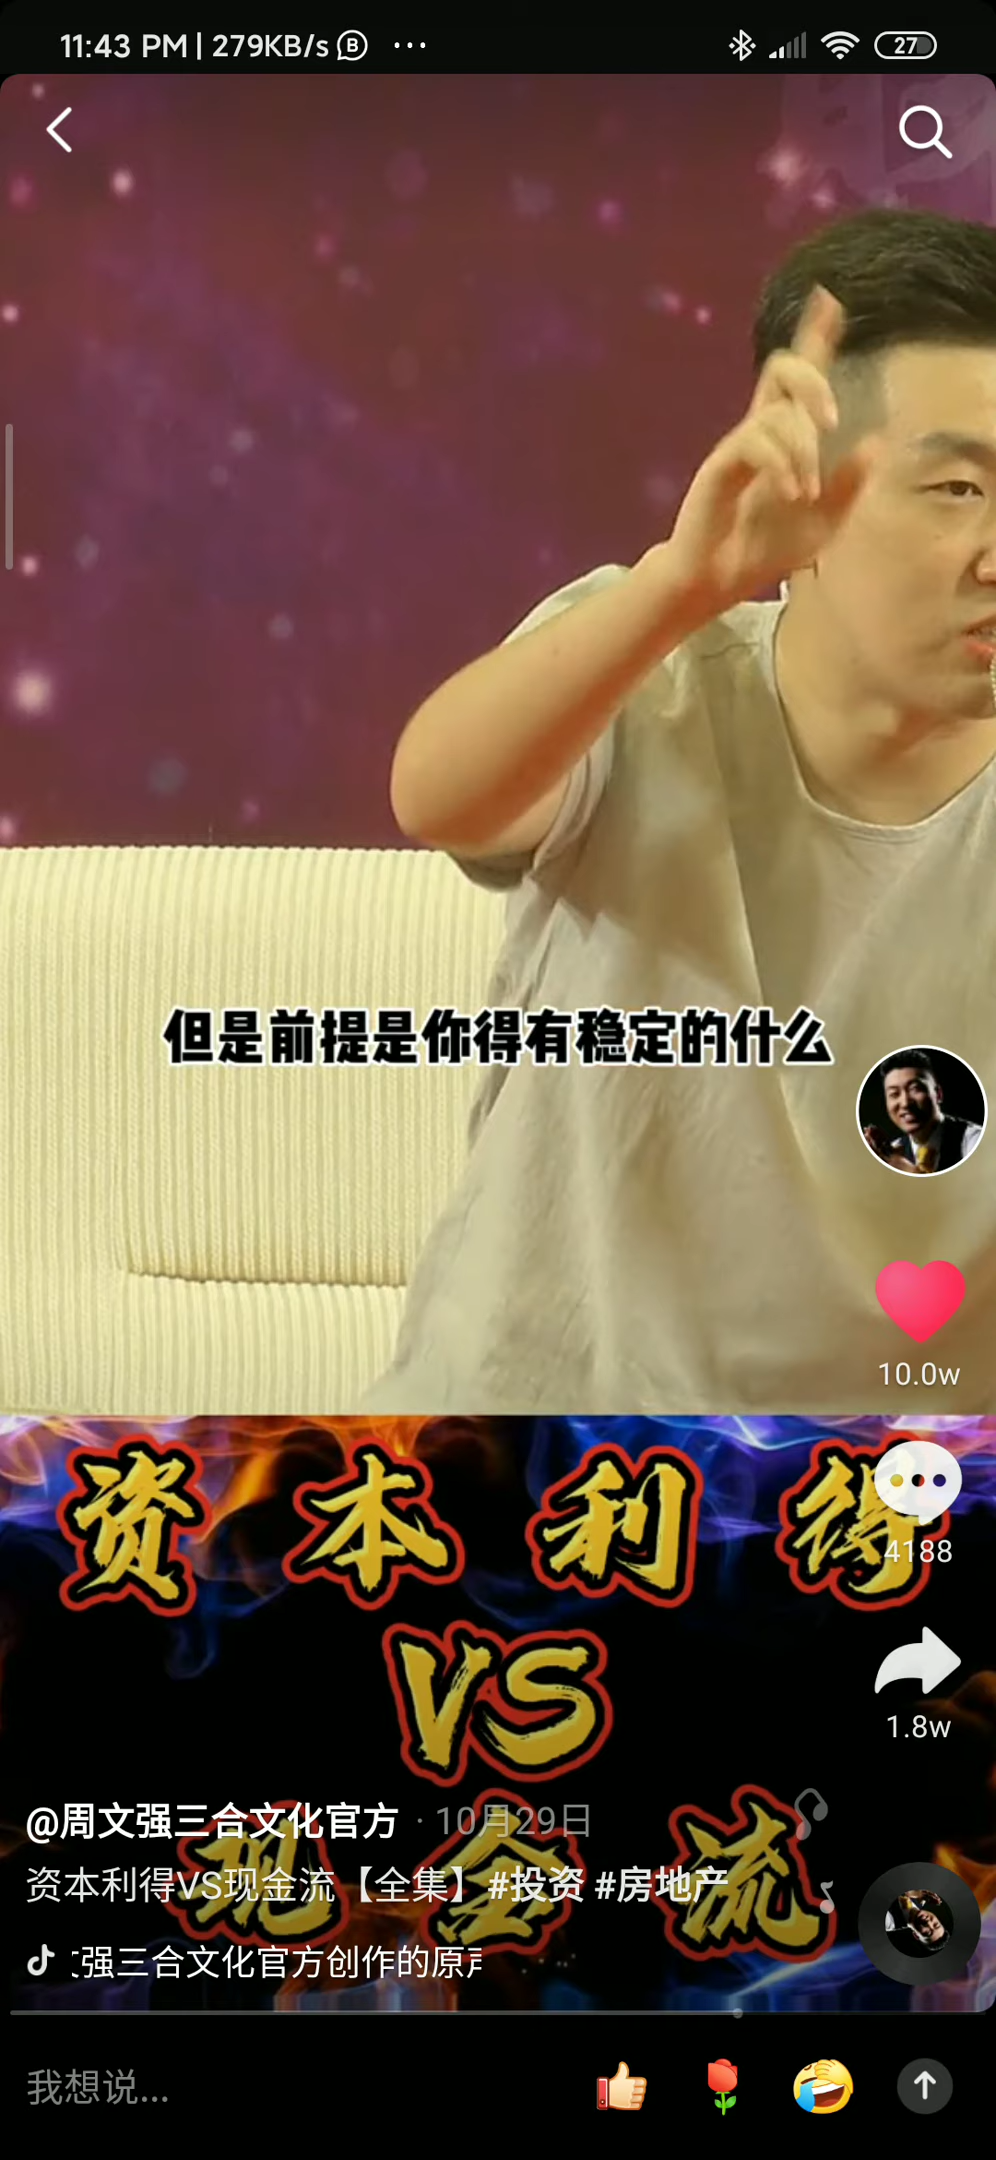 11:43 PM | 279KB/s B ...
27
但是前提是你得有稳定的什么
10.0w
资本利得
4188
VS
1.8w
现金流
@周文强三合文化官方 · 10月29日
资本利得VS现金流【全集】#投资 #房地产
强三合文化官方创作的原
我想说...